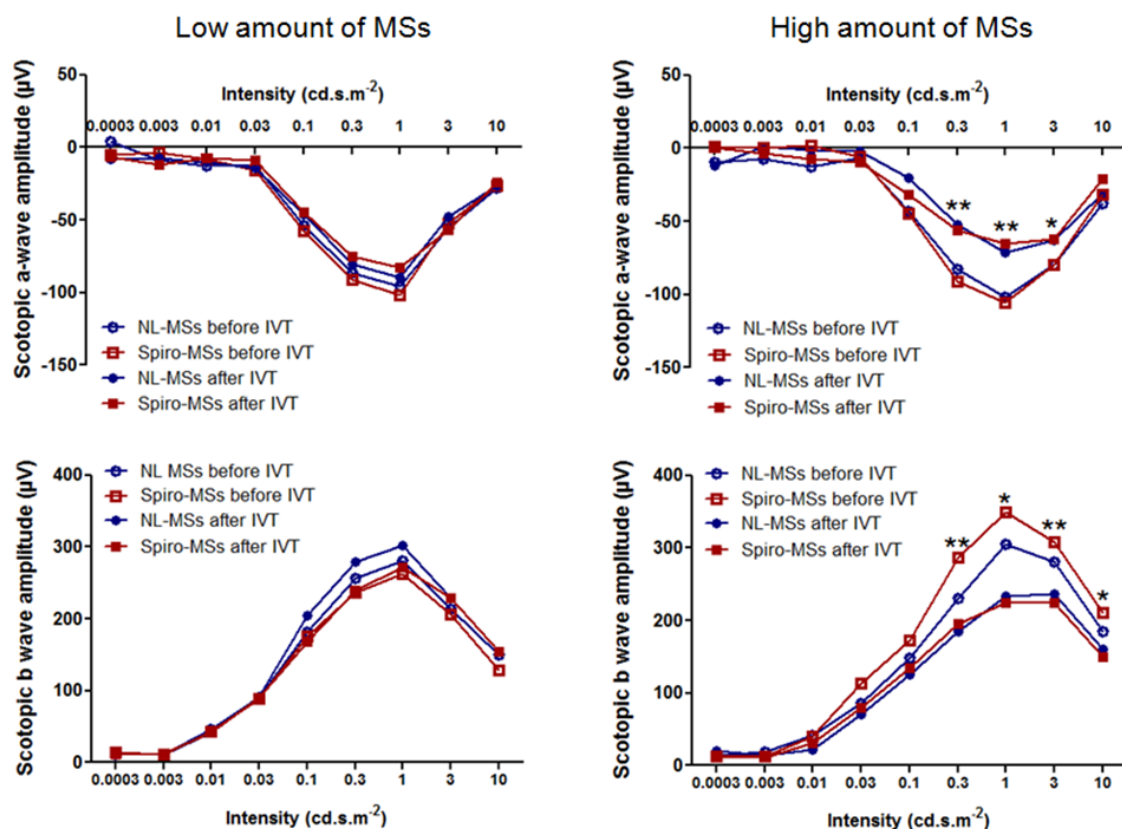 Low amount of MSs
High amount of MSs
Scotopic a-wave amplitude (µV)
50
0
-50
-100
-150
Intensity (cd.s.m-2)
0.0003 0.003 0.01 0.03 0.1 0.3 1 3 10
NL-MSs before IVT
Spiro-MSs before IVT
NL-MSs after IVT
Spiro-MSs after IVT
Scotopic a-wave amplitude (µV)
50
0
-50
-100
-150
Intensity (cd.s.m-2)
0.0003 0.003 0.01 0.03 0.1 0.3 1 3 10
** ** *
NL-MSs before IVT
Spiro-MSs before IVT
NL-MSs after IVT
Spiro-MSs after IVT
Scotopic b wave amplitude (µV)
400
300
200
100
0
NL MSs before IVT
Spiro-MSs before IVT
NL-MSs after IVT
Spiro-MSs after IVT
0.0003 0.003 0.01 0.03 0.1 0.3 1 3 10
Intensity (cd.s.m-2)
Scotopic b wave amplitude (µV)
400
300
200
100
0
NL-MSs before IVT
Spiro-MSs before IVT
NL-MSs after IVT
Spiro-MSs after IVT
** * ** *
0.0003 0.003 0.01 0.03 0.1 0.3 1 3 10
Intensity (cd.s.m-2)